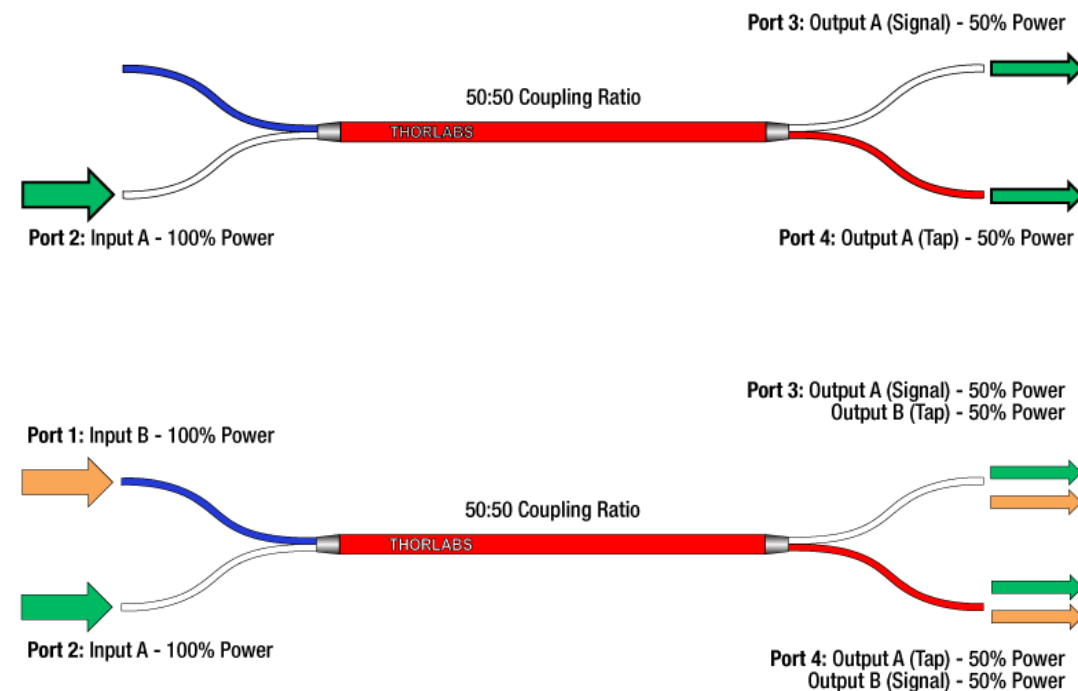 Port 3: Output A (Signal) - 50% Power
50:50 Coupling Ratio
THORLABS
Port 2: Input A - 100% Power
Port 4: Output A (Tap) - 50% Power
Port 3: Output A (Signal) - 50% Power
Output B (Tap) - 50% Power
Port 1: Input B - 100% Power
50:50 Coupling Ratio
THORLABS
Port 2: Input A - 100% Power
Port 4: Output A (Tap) - 50% Power
Output B (Signal) - 50% Power